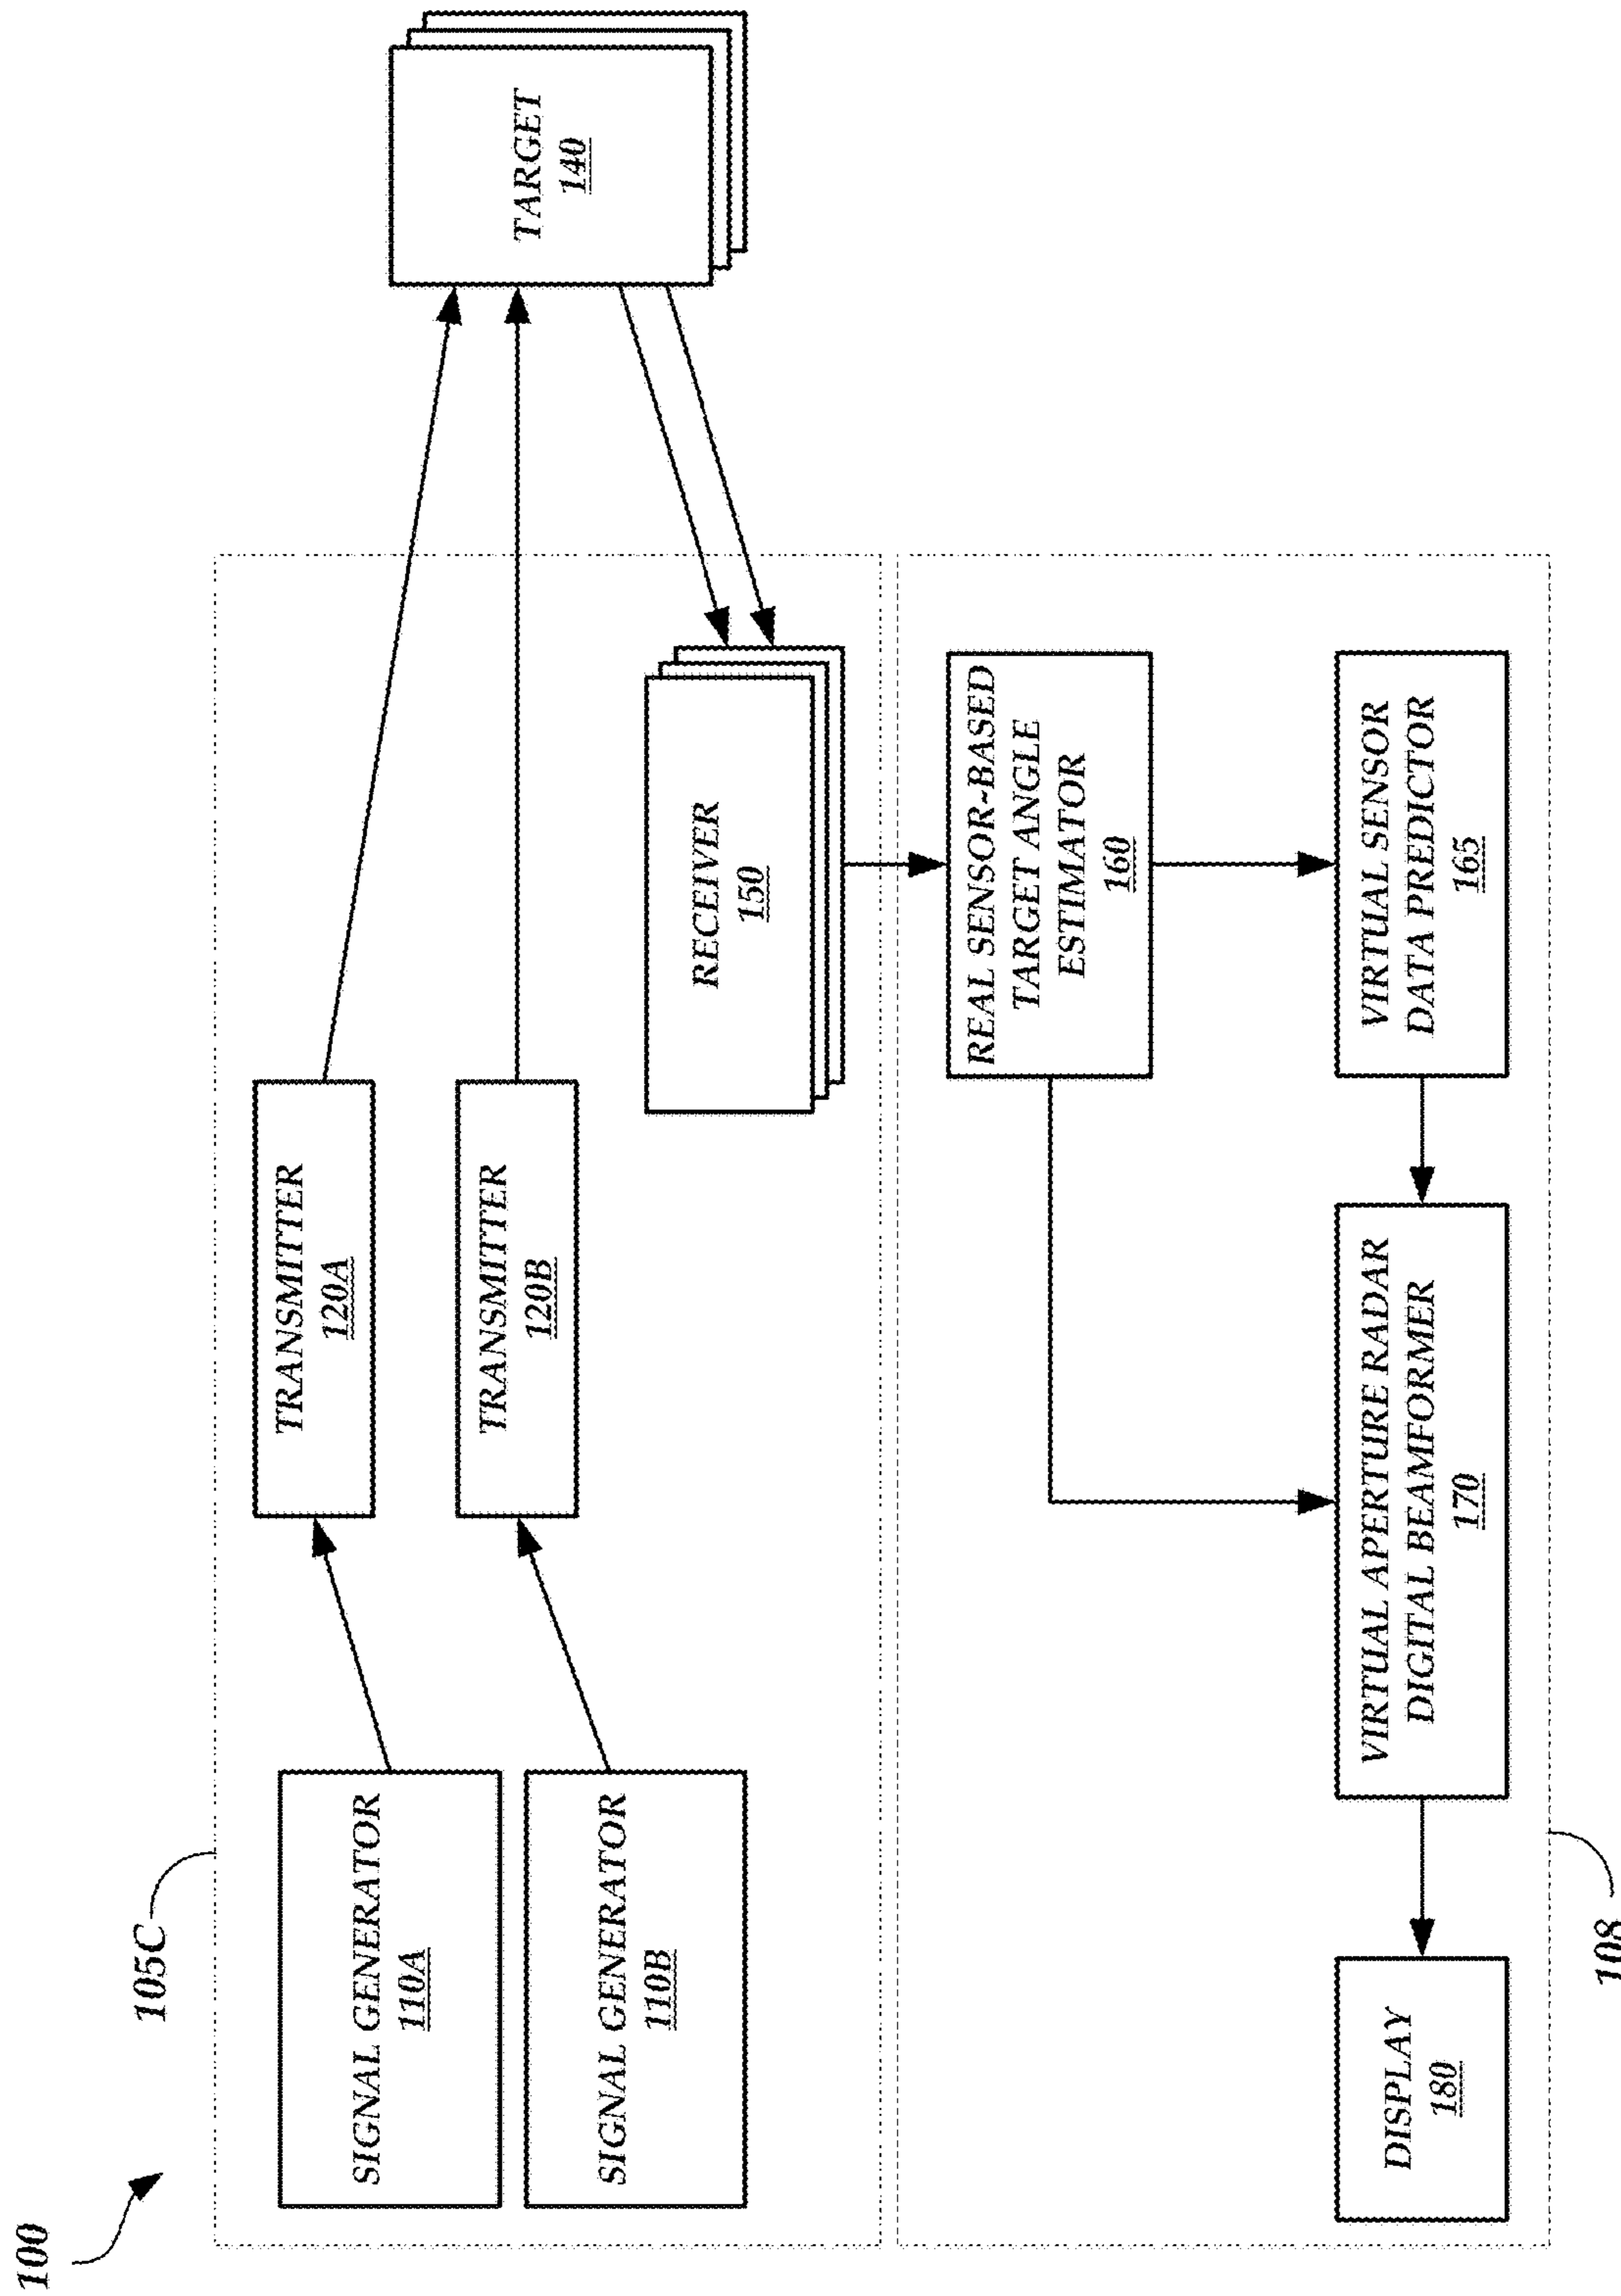 100
105C
SIGNAL GENERATOR
110A
TRANSMITTER
120A
SIGNAL GENERATOR
110B
TRANSMITTER
120B
TARGET
140
RECEIVER
150
REAL SENSOR-BASED
TARGET ANGLE
ESTIMATOR
160
DISPLAY
180
VIRTUAL APERTURE RADAR
DIGITAL BEAMFORMER
170
VIRTUAL SENSOR
DATA PREDICTOR
165
108